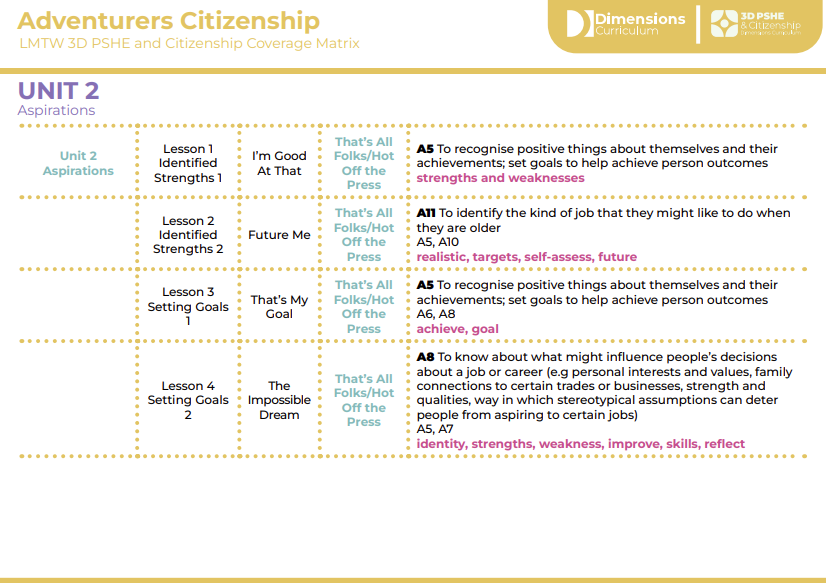 Adventurers Citizenship
LMTW 3D PSHE and Citizenship Coverage Matrix
Dimensions
Curriculum
3D PSHE
& Citizenship
UNIT 2
Aspirations
Unit 2
Aspirations
Lesson 1
Identified
Strengths 1
I'm Good
At That
That's All
Folks/Hot
Off the
Press
A5 To recognise positive things about themselves and their
achievements; set goals to help achieve person outcomes
strengths and weaknesses
Lesson 2
Identified
Strengths 2
Future Me
That's All
Folks/Hot
Off the
Press
A11 To identify the kind of job that they might like to do when
they are older
A5, A10
realistic, targets, self-assess, future
Lesson 3
Setting Goals
1
That's My
Goal
That's All
Folks/Hot
Off the
Press
A5 To recognise positive things about themselves and their
achievements; set goals to help achieve person outcomes
A6, A8
achieve, goal
Lesson 4
Setting Goals
2
The
Impossible
Dream
That's All
Folks/Hot
Off the
Press
A8 To know about what might influence people's decisions
about a job or career (e.g personal interests and values, family
connections to certain trades or businesses, strength and
qualities, way in which stereotypical assumptions can deter
people from aspiring to certain jobs)
A5, A7
identity, strengths, weakness, improve, skills, reflect